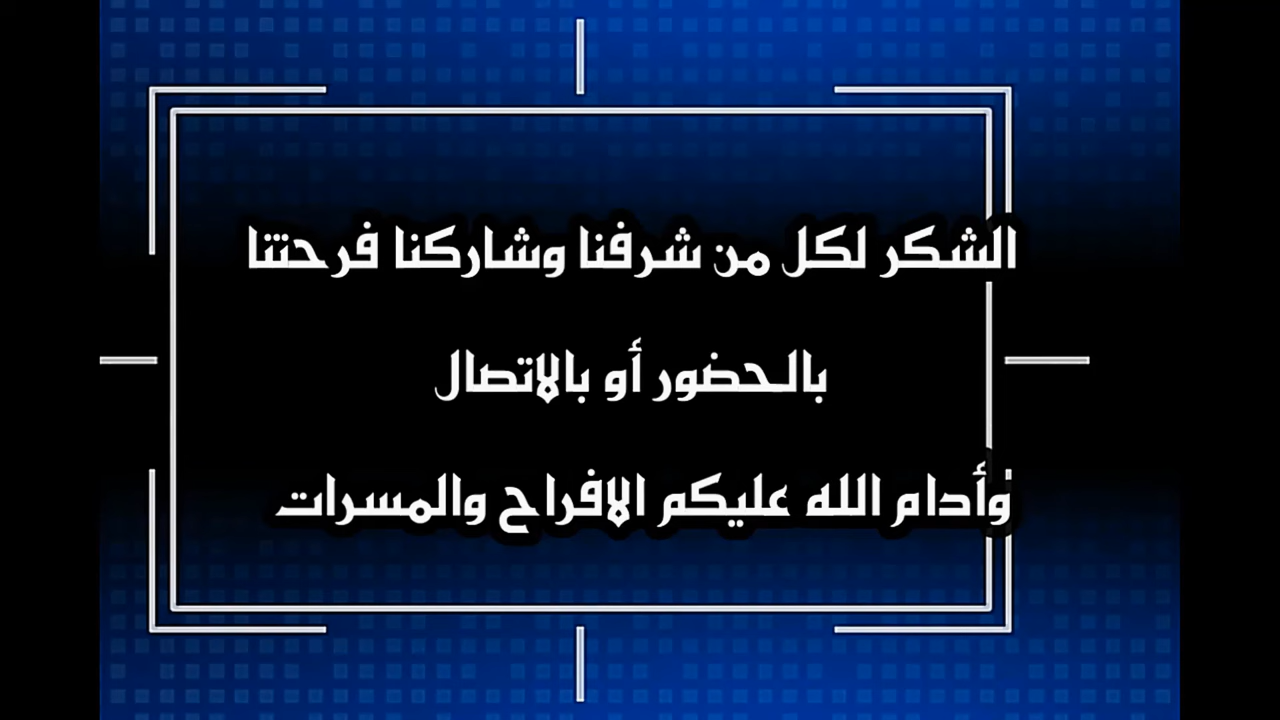 الشكر لكل من شرفنا وشاركنا فرحتنا
بالحضور أو بالاتصال
وأدام الله عليكم الافراح والمسرات